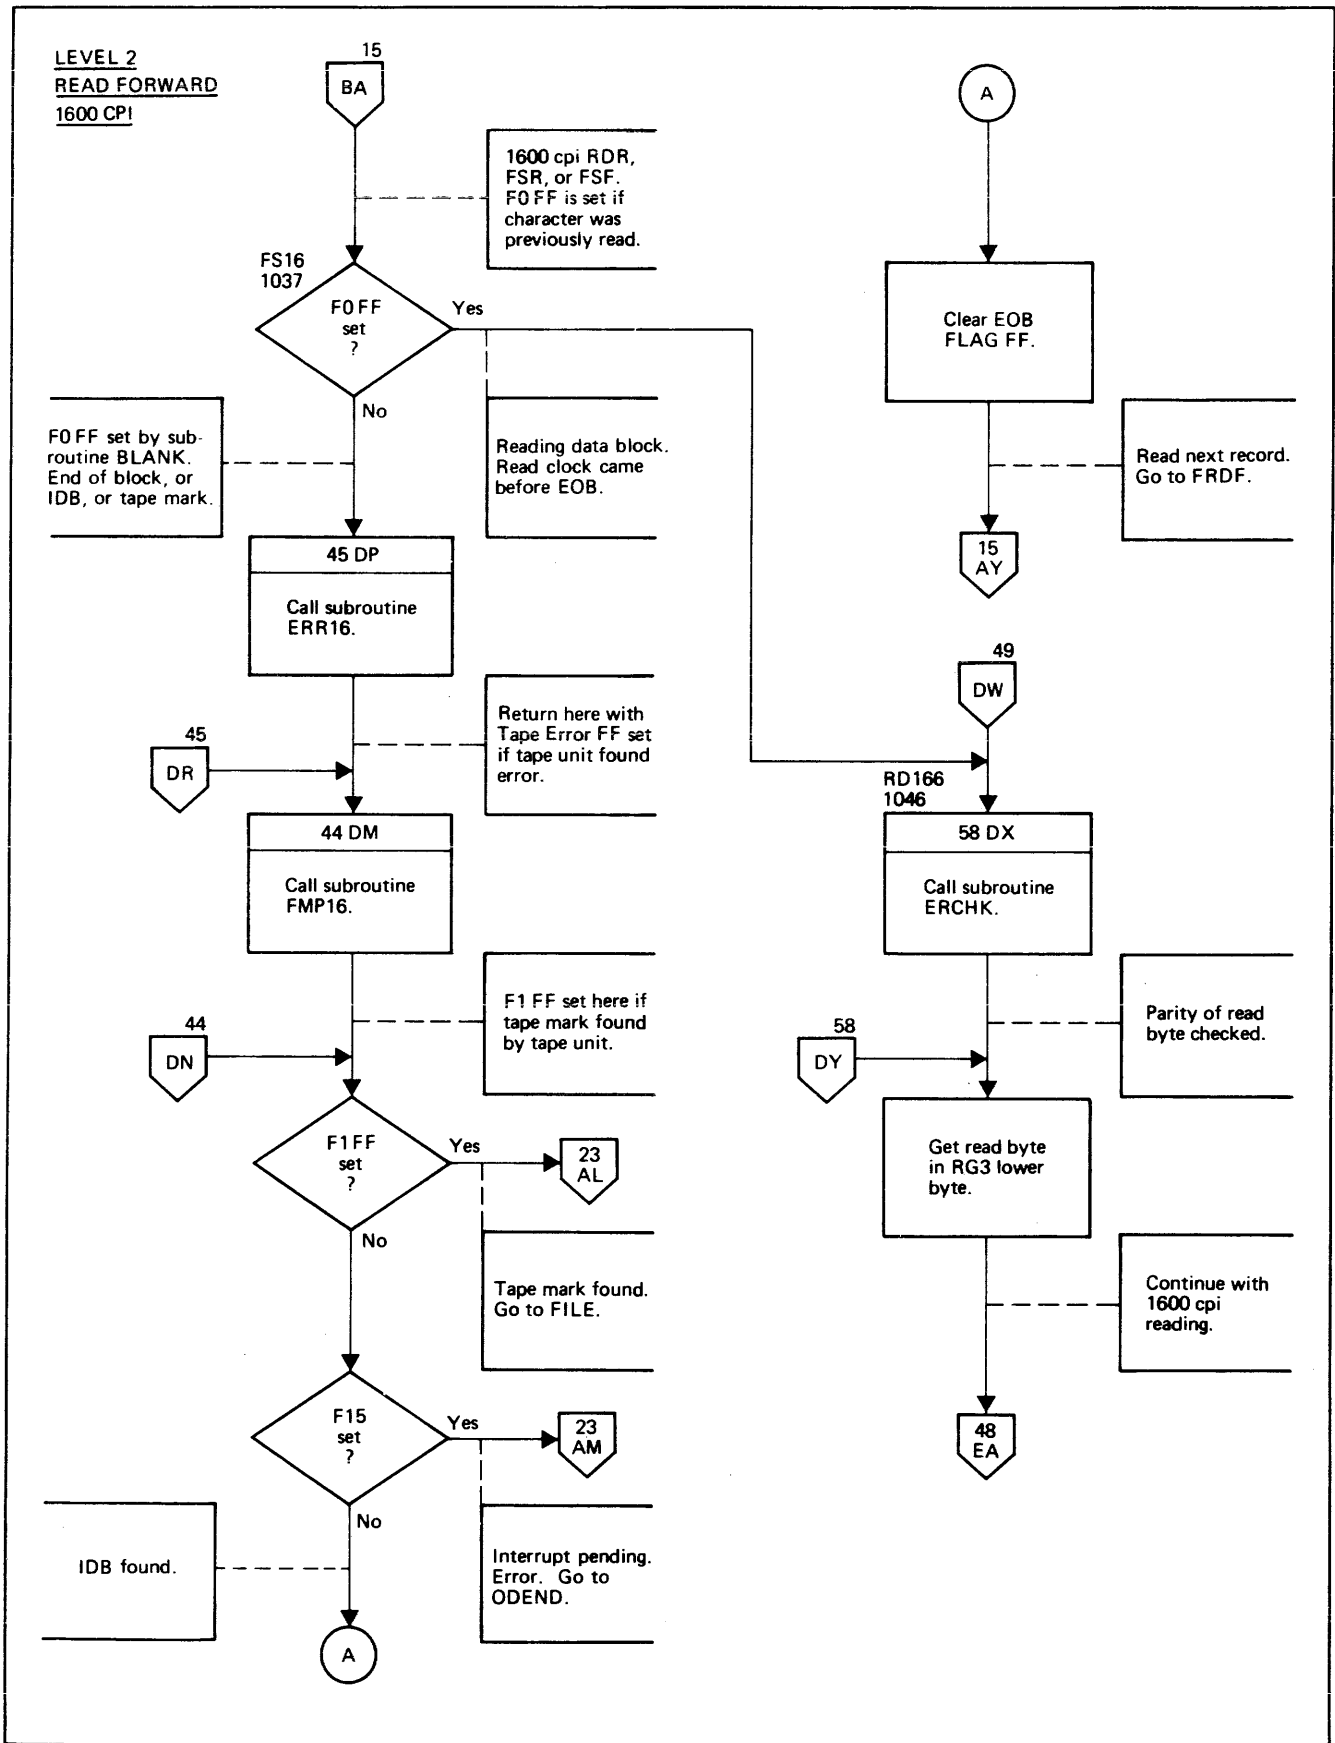 LEVEL 2
READ FORWARD
1600 CPI
15
BA
1600 cpi RDR,
FSR, or FSF.
F0 FF is set if
character was
previously read.
FS16
1037
F0 FF
set
?
Yes
No
F0 FF set by sub-
routine BLANK.
End of block, or
IDB, or tape mark.
Reading data block.
Read clock came
before EOB.
45 DP
Call subroutine
ERR16.
Return here with
Tape Error FF set
if tape unit found
error.
45
DR
44 DM
Call subroutine
FMP16.
F1 FF set here if
tape mark found
by tape unit.
44
DN
F1 FF
set
?
Yes
23
AL
No
Tape mark found.
Go to FILE.
F15
set
?
Yes
23
AM
No
IDB found.
Interrupt pending.
Error. Go to
ODEND.
A
A
Clear EOB
FLAG FF.
Read next record.
Go to FRDF.
15
AY
49
DW
RD166
1046
58 DX
Call subroutine
ERCHK.
Parity of read
byte checked.
58
DY
Get read byte
in RG3 lower
byte.
Continue with
1600 cpi
reading.
48
EA